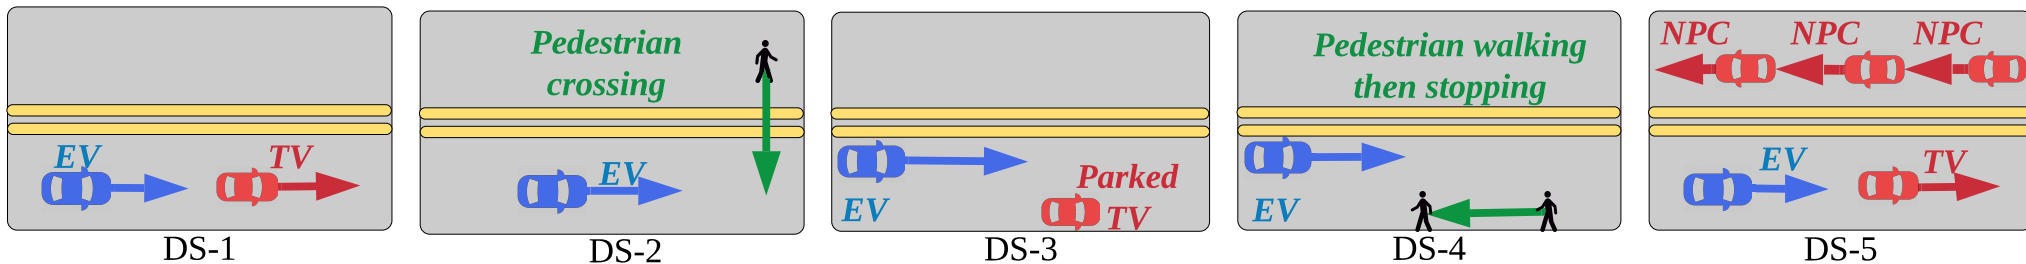 EV
TV
DS-1
Pedestrian
crossing
EV
DS-2
EV
Parked
TV
DS-3
Pedestrian walking
then stopping
EV
DS-4
NPC NPC NPC
EV
TV
DS-5